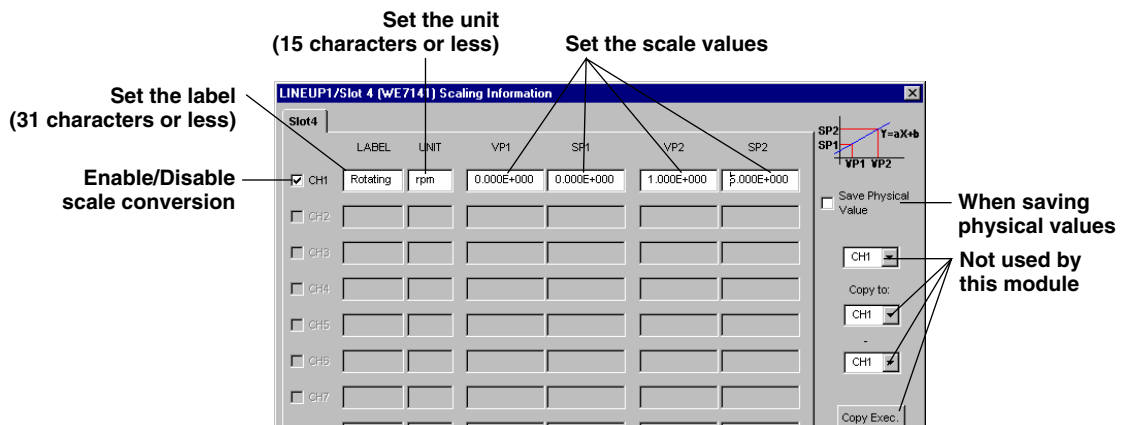 Set the unit
(15 characters or less)
Set the scale values
Set the label
(31 characters or less)
Enable/Disable
scale conversion
LINEUP1/Slot 4 (WE7141) Scaling Information
Slot4
LABEL UNIT VP1 SP1 VP2 SP2
CH1 Rotating rpm 0.000E+000 0.000E+000 1.000E+000 5.000E+000
CH2
CH3
CH4
CH5
CH6
CH7
SP2
SP1
Y=aX+b
VP1 VP2
Save Physical
Value
CH1
Copy to:
CH1
-
CH1
Copy Exec.
When saving
physical values
Not used by
this module